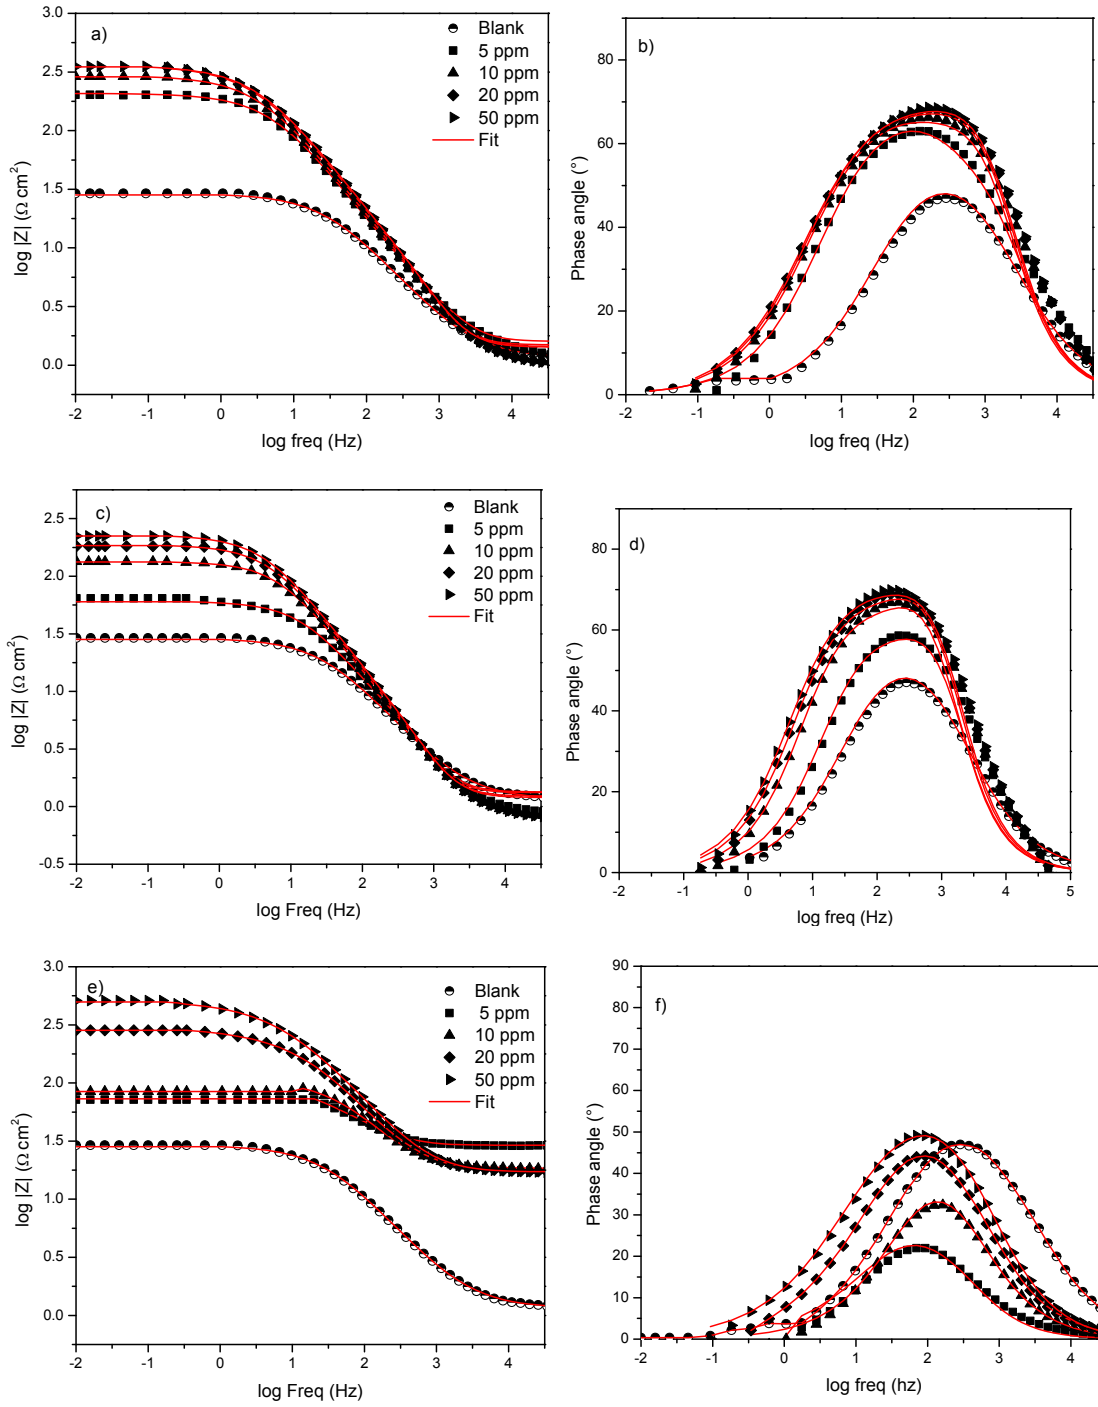 a)
Blank
5 ppm
10 ppm
20 ppm
50 ppm
Fit
3.0
2.5
2.0
1.5
1.0
0.5
0.0
log |Z| (Ω cm²)
-2 -1 0 1 2 3 4
log freq (Hz)
b)
80
60
40
20
0
Phase angle (°)
-2 -1 0 1 2 3 4
log freq (Hz)
c)
Blank
5 ppm
10 ppm
20 ppm
50 ppm
Fit
2.5
2.0
1.5
1.0
0.5
0.0
-0.5
log |Z| (Ω cm²)
-2 -1 0 1 2 3 4
log Freq (Hz)
d)
80
60
40
20
0
Phase angle (°)
-2 -1 0 1 2 3 4 5
log freq (Hz)
e)
Blank
5 ppm
10 ppm
20 ppm
50 ppm
Fit
3.0
2.5
2.0
1.5
1.0
0.5
0.0
log |Z| (Ω cm²)
-2 -1 0 1 2 3 4
log Freq (Hz)
f)
90
80
70
60
50
40
30
20
10
0
Phase angle (°)
-2 -1 0 1 2 3 4
log freq (hz)